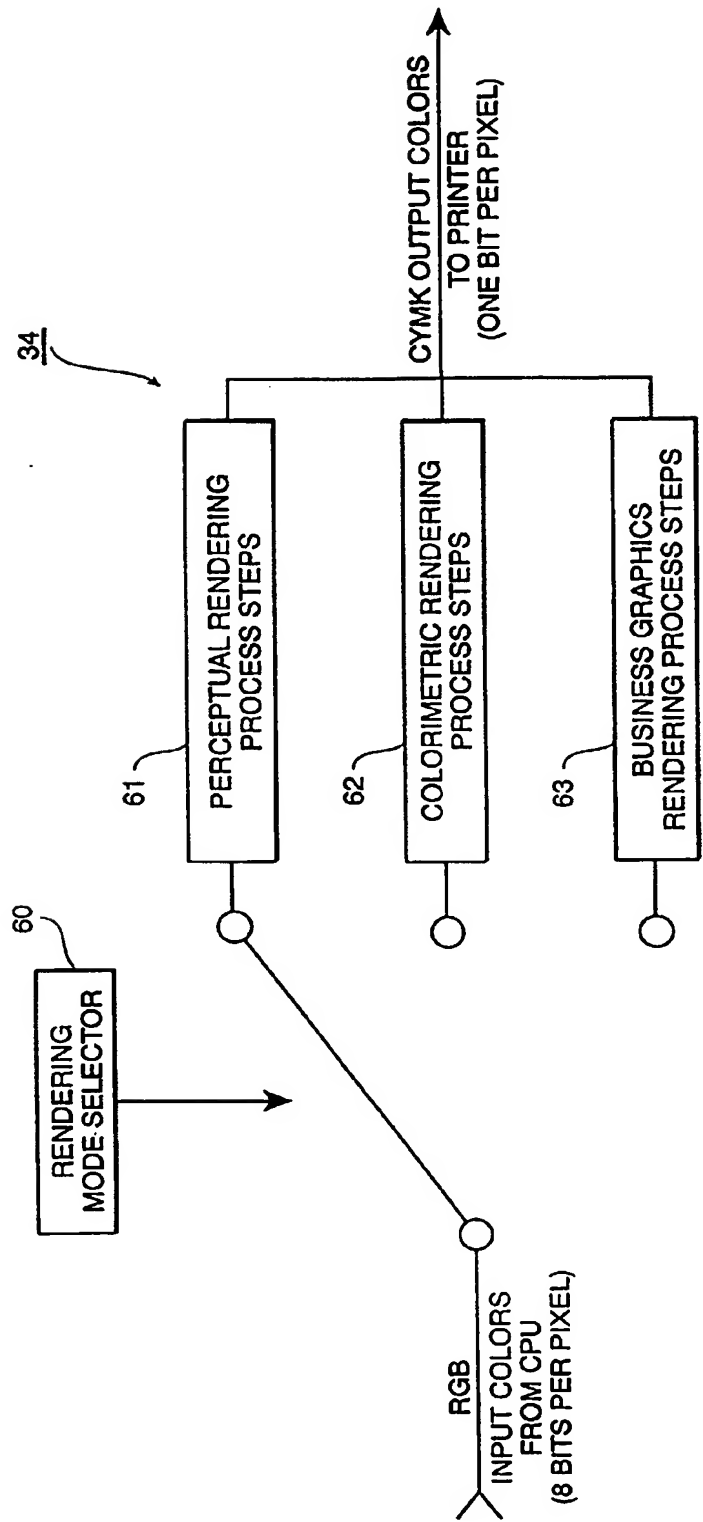 34
60
RENDERING
MODE SELECTOR
RGB
INPUT COLORS
FROM CPU
(8 BITS PER PIXEL)
61
PERCEPTUAL RENDERING
PROCESS STEPS
62
COLORIMETRIC RENDERING
PROCESS STEPS
63
BUSINESS GRAPHICS
RENDERING PROCESS STEPS
CYMK OUTPUT COLORS
TO PRINTER
(ONE BIT PER PIXEL)